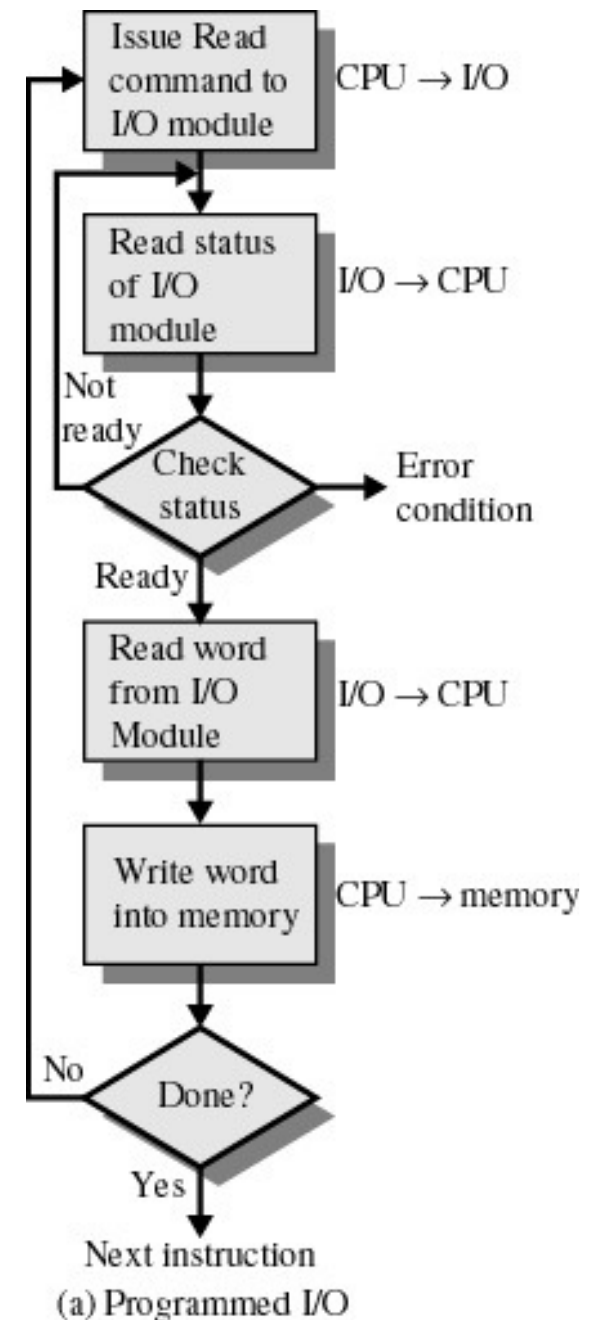 Issue Read
command to
I/O module
CPU → I/O
Read status
of I/O
module
I/O → CPU
Not
ready
Check
status
Error
condition
Ready
Read word
from I/O
Module
I/O → CPU
Write word
into memory
CPU → memory
No
Done?
Yes
Next instruction
(a) Programmed I/O